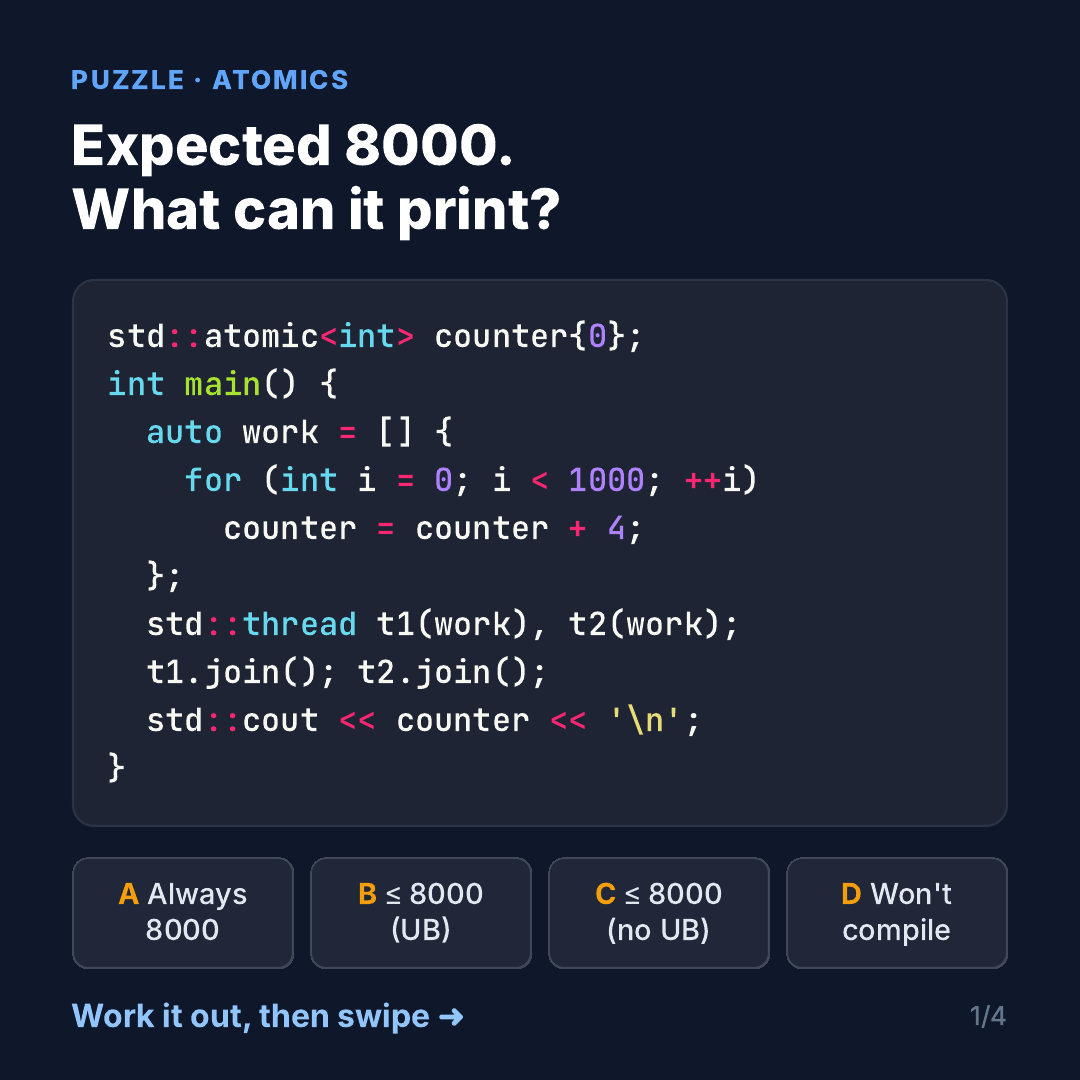 PUZZLE · ATOMICS
Expected 8000.
What can it print?
std::atomic<int> counter{0};
int main() {
  auto work = [] {
    for (int i = 0; i < 1000; ++i)
      counter = counter + 4;
  };
  std::thread t1(work), t2(work);
  t1.join(); t2.join();
  std::cout << counter << '\n';
}
A Always
8000
B ≤ 8000
(UB)
C ≤ 8000
(no UB)
D Won't
compile
Work it out, then swipe ➜
1/4